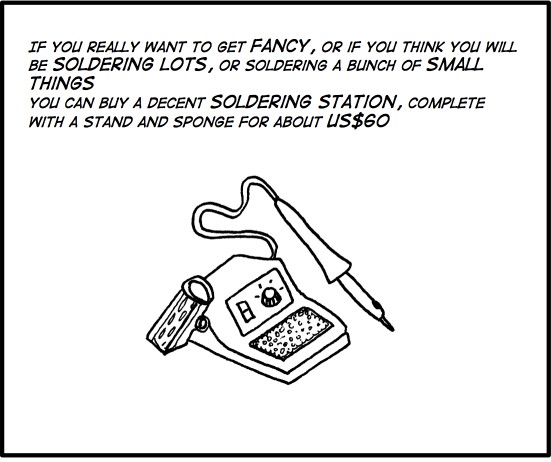 IF YOU REALLY WANT TO GET FANCY, OR IF YOU THINK YOU WILL
BE SOLDERING LOTS, OR SOLDERING A BUNCH OF SMALL
THINGS
YOU CAN BUY A DECENT SOLDERING STATION, COMPLETE
WITH A STAND AND SPONGE FOR ABOUT US$60